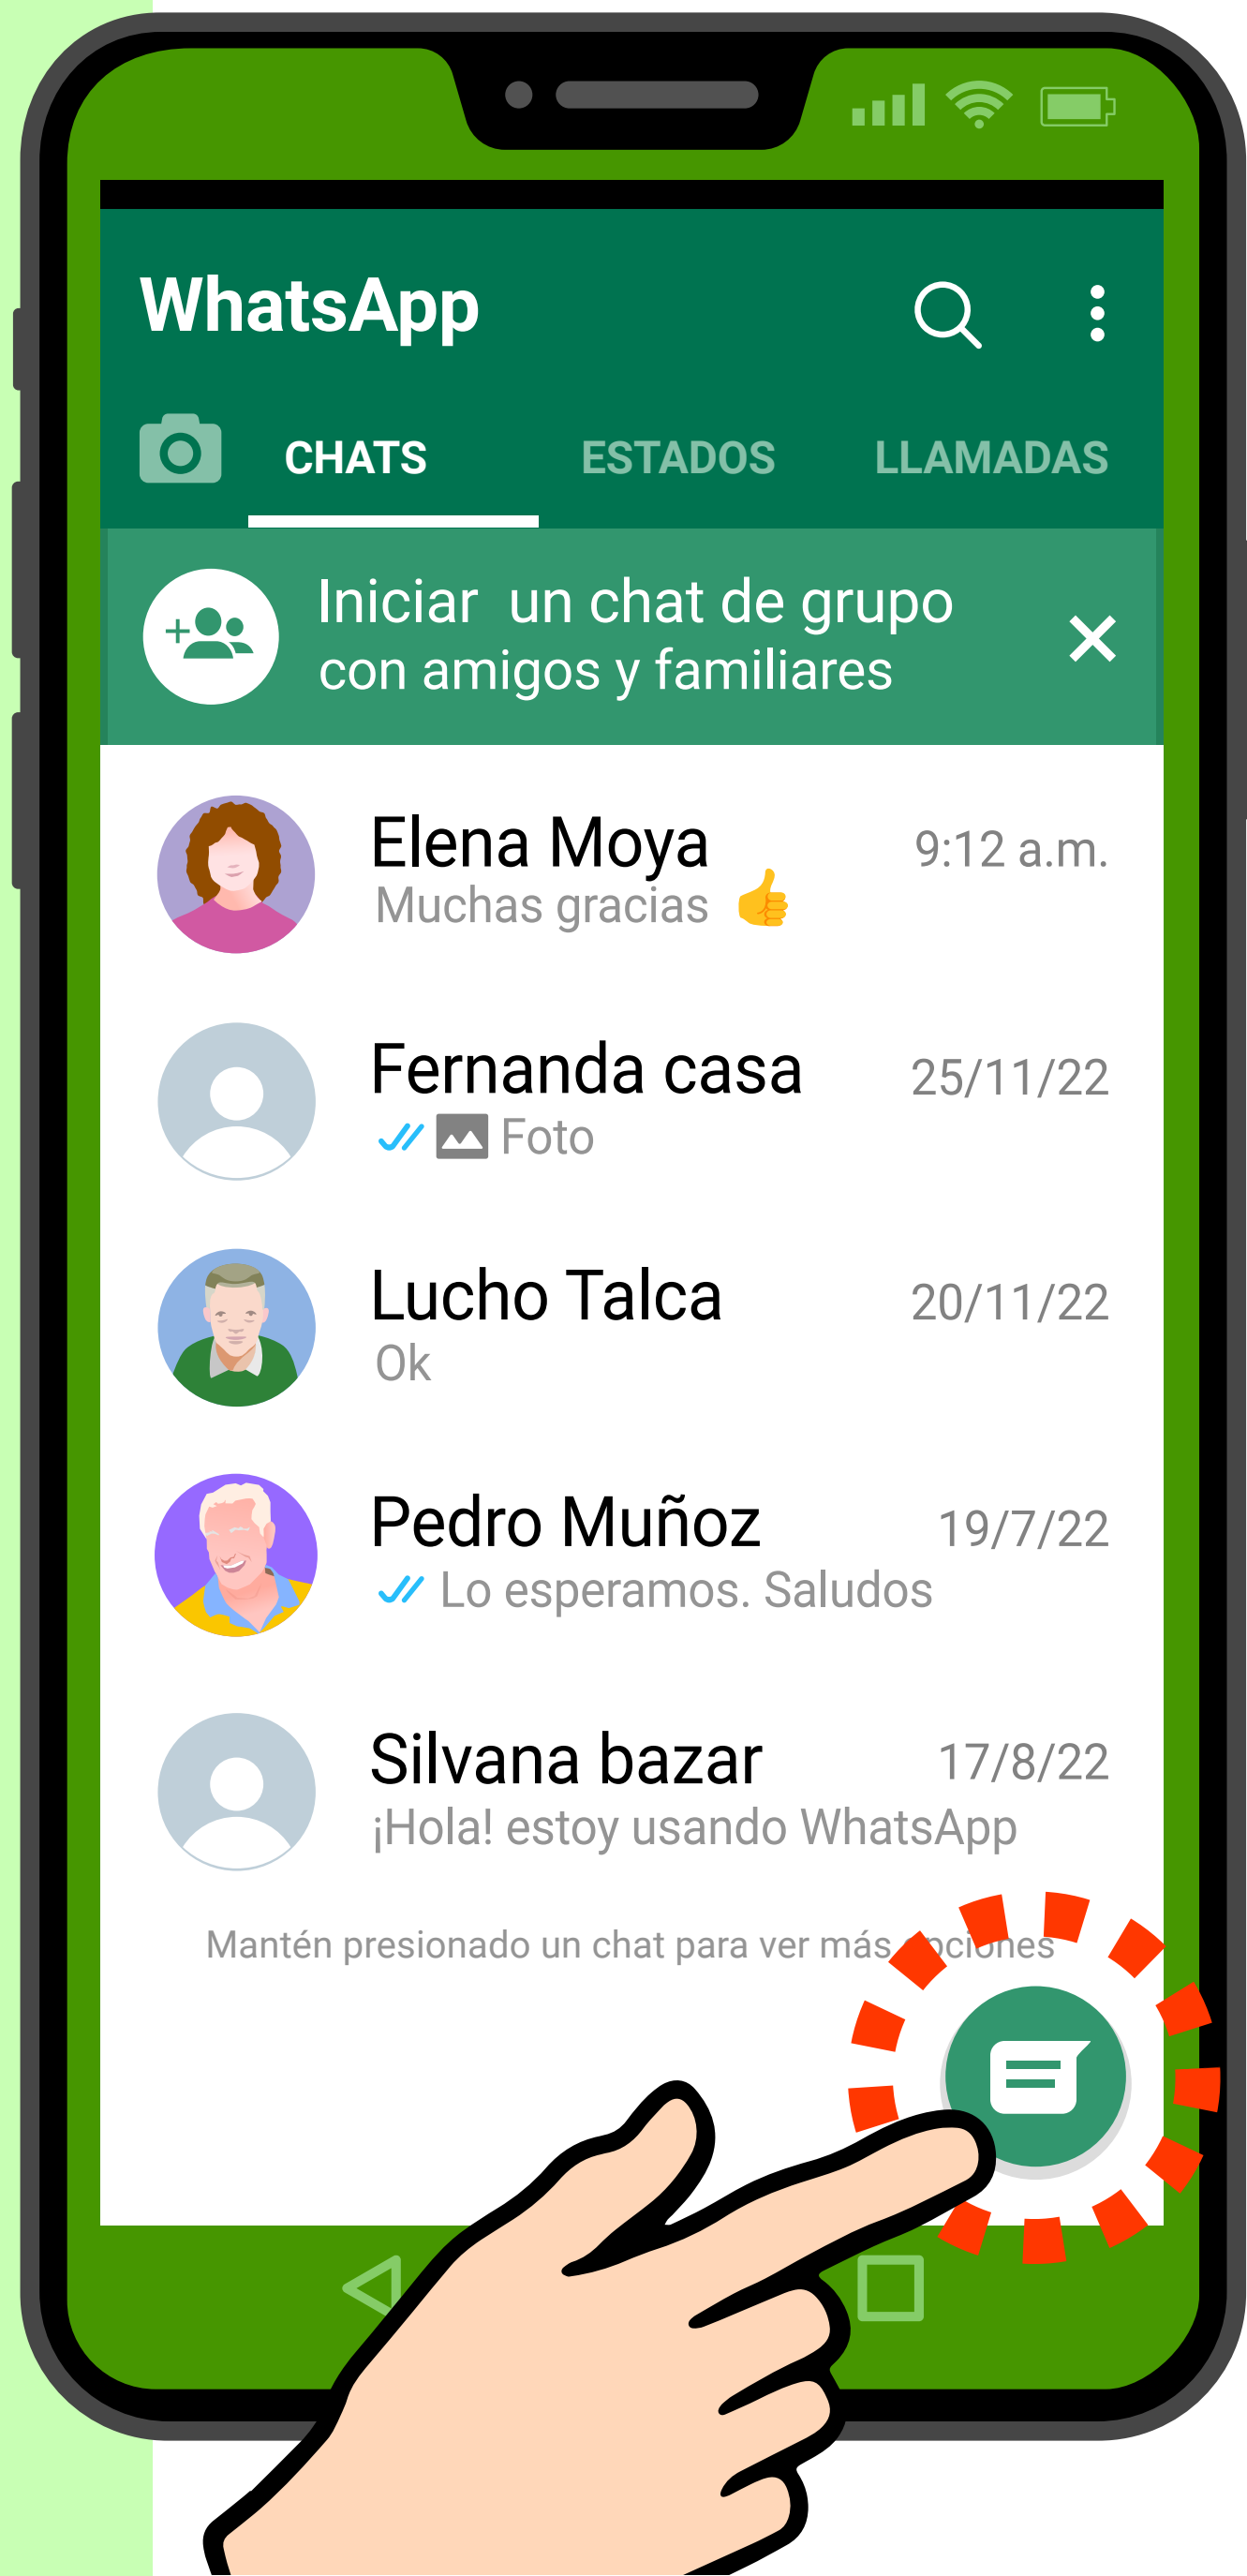 WhatsApp
CHATS ESTADOS LLAMADAS
Iniciar un chat de grupo
con amigos y familiares
Elena Moya 9:12 a.m.
Muchas gracias 👍
Fernanda casa 25/11/22
Foto
Lucho Talca 20/11/22
Ok
Pedro Muñoz 19/7/22
Lo esperamos. Saludos
Silvana bazar 17/8/22
¡Hola! estoy usando WhatsApp
Mantén presionado un chat para ver más opciones